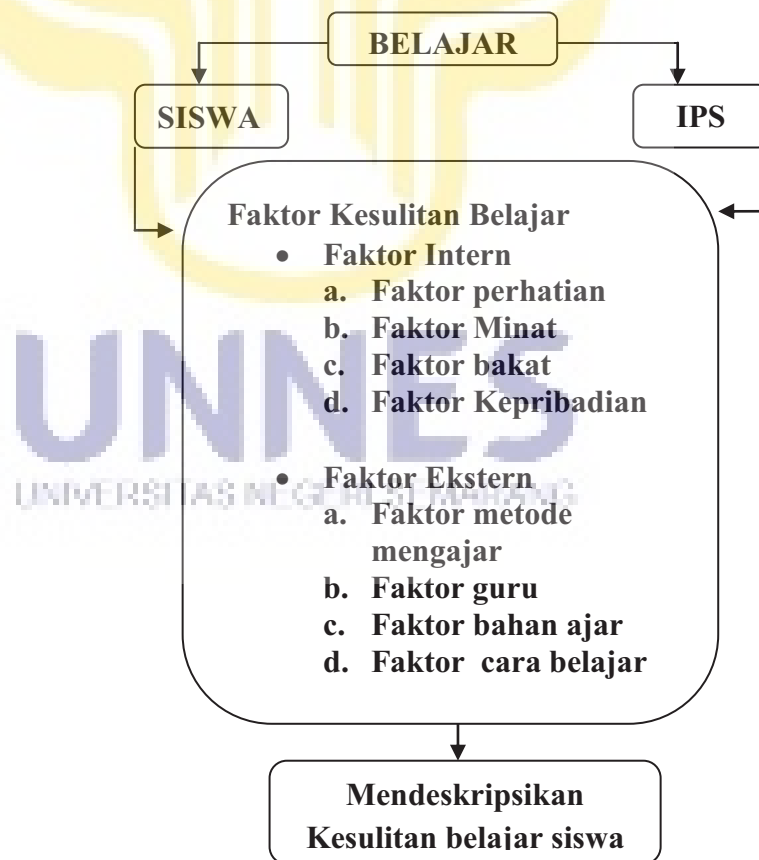 BELAJAR
SISWA
IPS
Faktor Kesulitan Belajar
• Faktor Intern
a. Faktor perhatian
b. Faktor Minat
c. Faktor bakat
d. Faktor Kepribadian
UNNES
UNIVERSITAS NEGERI SEMARANG
• Faktor Ekstern
a. Faktor metode
mengajar
b. Faktor guru
c. Faktor bahan ajar
d. Faktor cara belajar
Mendeskripsikan
Kesulitan belajar siswa